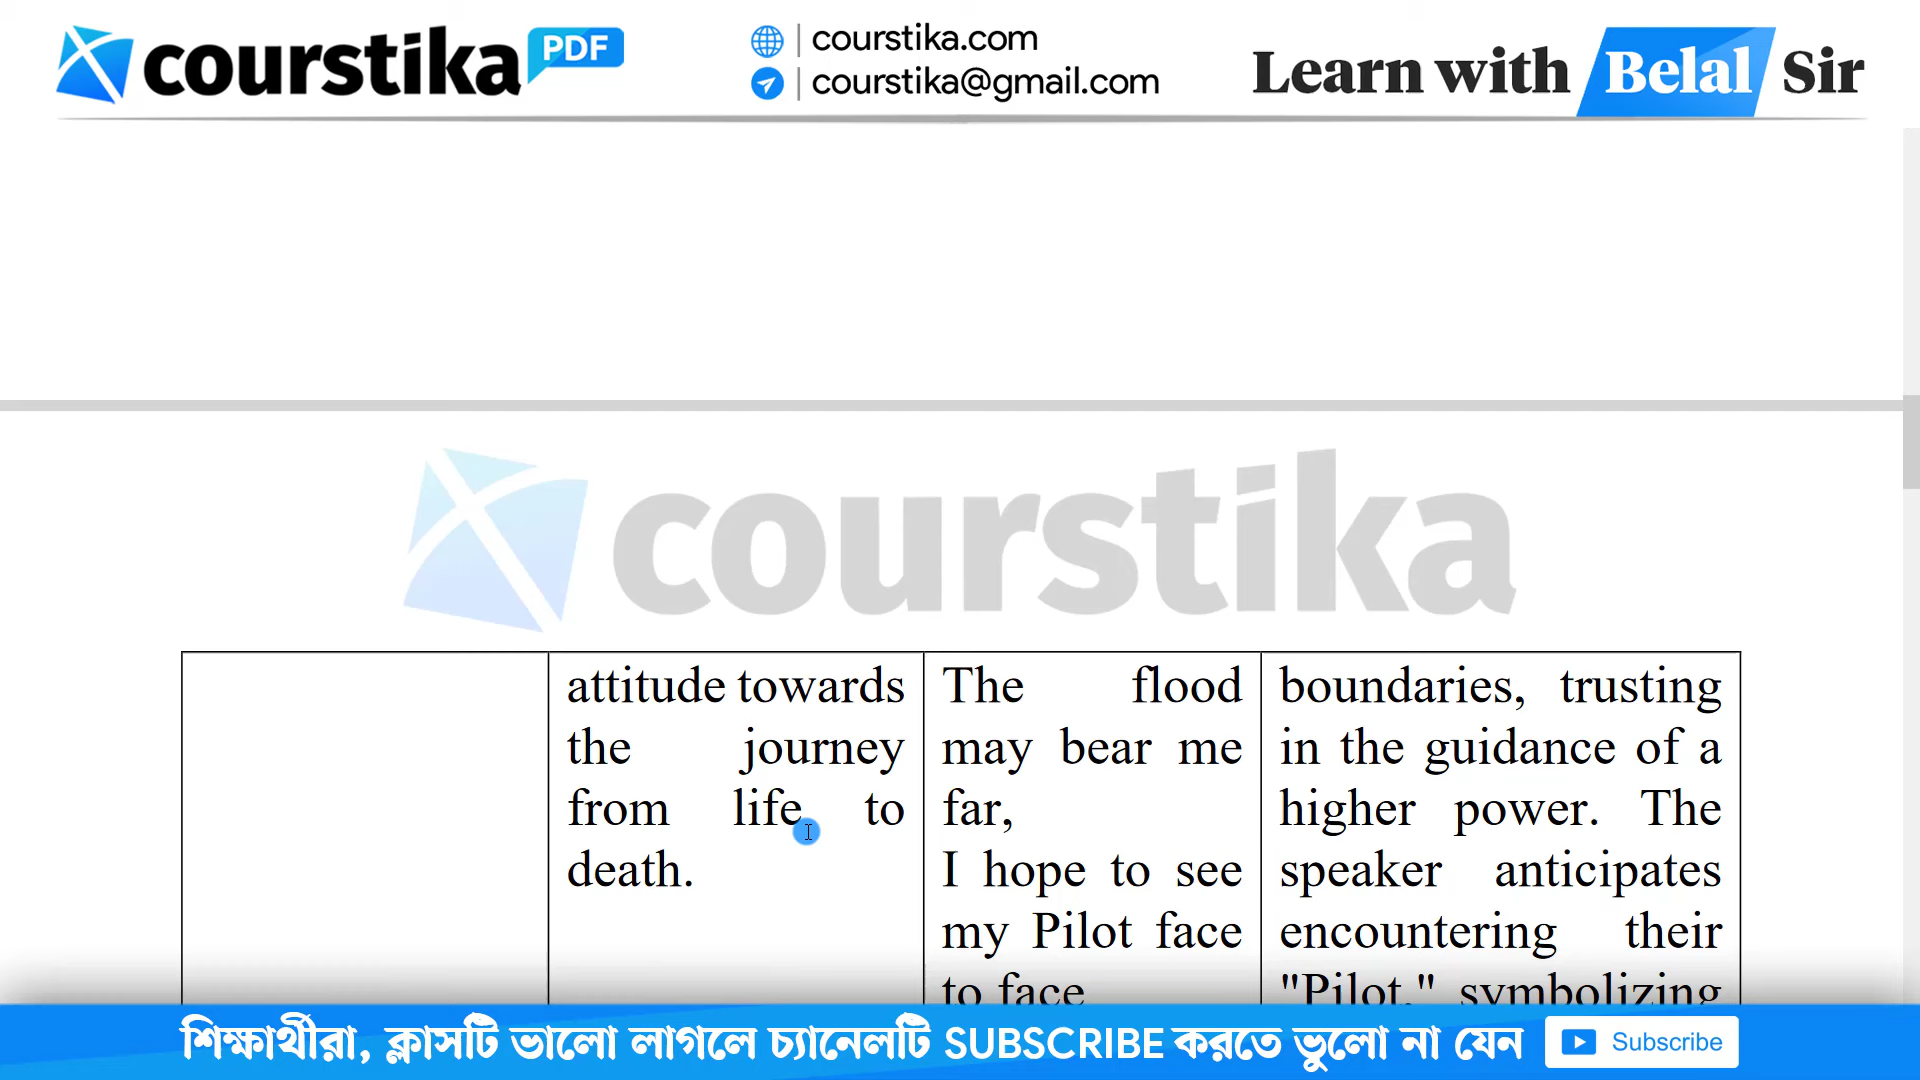 courstika PDF
courstika.com
courstika@gmail.com
Learn with Belal Sir
courstika
attitude towards
the journey
from life to
death.
The flood
may bear me
far,
I hope to see
my Pilot face
to face
boundaries, trusting
in the guidance of a
higher power. The
speaker anticipates
encountering their
"Pilot," symbolizing
শিক্ষার্থীরা, ক্লাসটি ভালো লাগলে চ্যানেলটি SUBSCRIBE করতে ভুলো না যেন
Subscribe